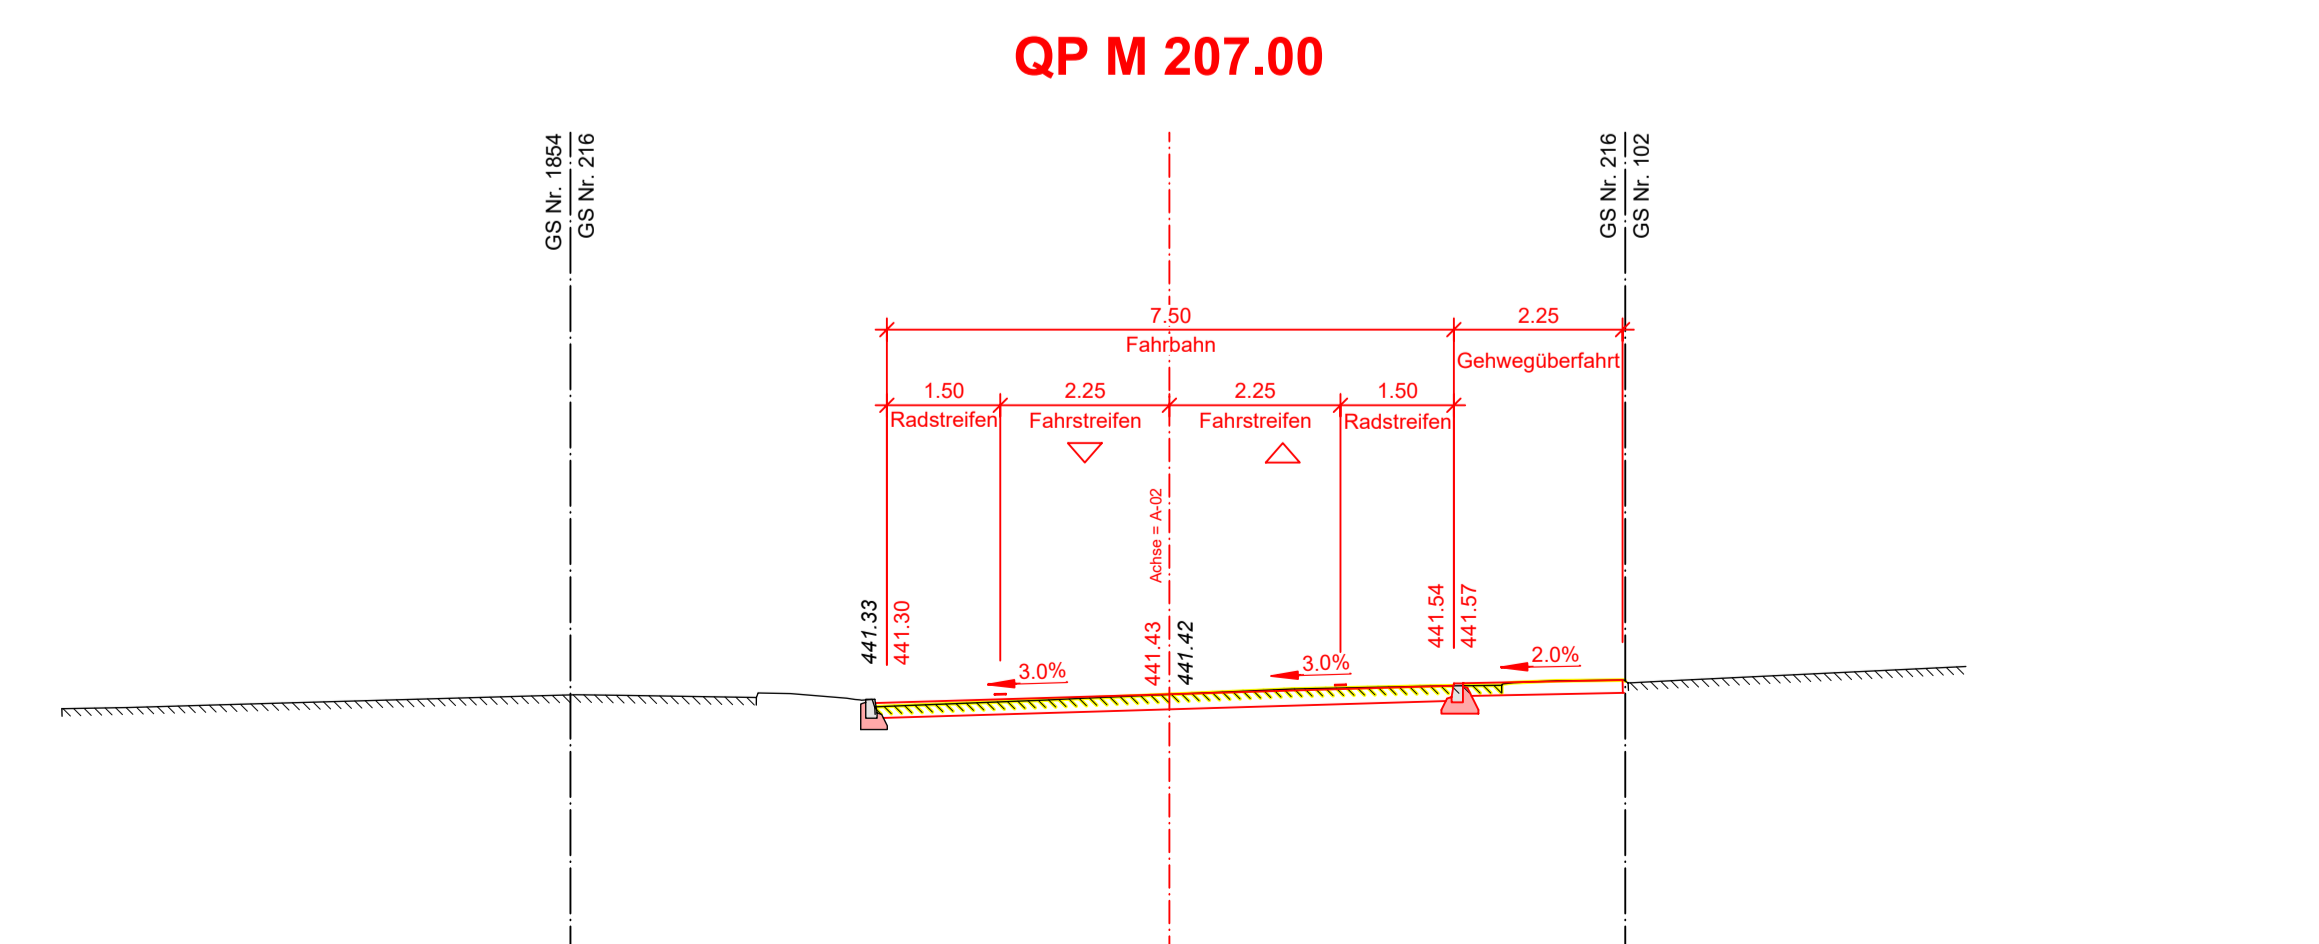 QP M 207.00
GS Nr. 1854
GS Nr. 216
GS Nr. 216
GS Nr. 102
7.50
2.25
Fahrbahn
Gehwegüberfahrt
1.50
2.25
2.25
1.50
Radstreifen
Fahrstreifen
Fahrstreifen
Radstreifen
Achse = A-02
441.33
441.30
441.43
441.42
441.54
441.57
3.0%
3.0%
2.0%